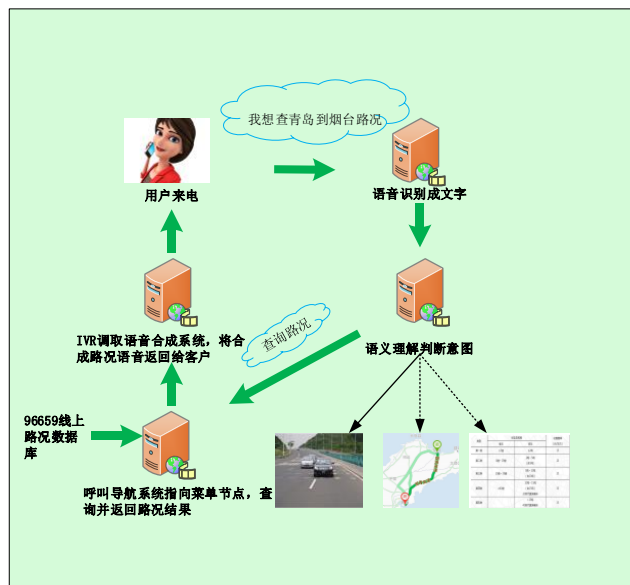 我想查青岛到烟台路况
用户来电
语音识别成文字
IVR调取语音合成系统，将合
成路况语音返回给客户
查询路况
语义理解判断意图
96659线上
路况数据
库
呼叫导航系统指向菜单节点，查
询并返回路况结果